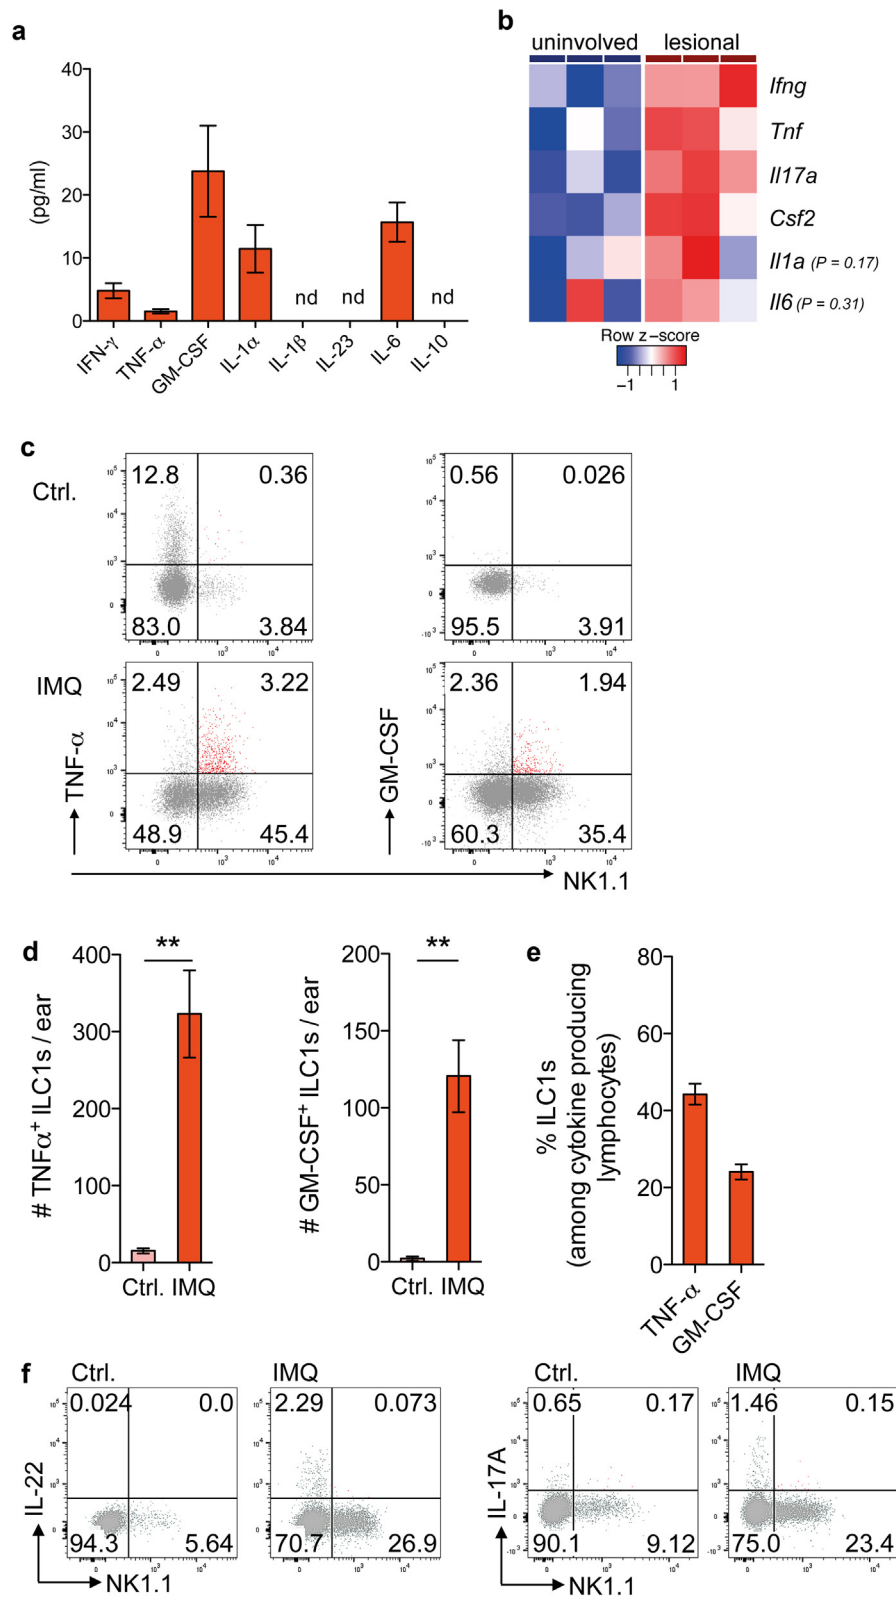 a
40
30
20
10
0
(pg/ml)
nd
nd
nd
IFN-γ
TNF-α
GM-CSF
IL-1α
IL-1β
IL-23
IL-6
IL-10
b
uninvolved
lesional
Ifng
Tnf
Il17a
Csf2
Il1a (P = 0.17)
Il6 (P = 0.31)
Row z-score
-1
1
c
Ctrl.
12.8
0.36
83.0
3.84
0.56
0.026
95.5
3.91
IMQ
2.49
3.22
48.9
45.4
2.36
1.94
60.3
35.4
TNF-α
GM-CSF
NK1.1
d
400
300
200
100
0
# TNFα⁺ ILC1s / ear
**
Ctrl. IMQ
200
150
100
50
0
# GM-CSF⁺ ILC1s / ear
**
Ctrl. IMQ
e
80
60
40
20
0
% ILC1s
(among cytokine producing
lymphocytes)
TNF-α
GM-CSF
f
Ctrl.
0.024
0.0
94.3
5.64
IMQ
2.29
0.073
70.7
26.9
IL-22
NK1.1
Ctrl.
0.65
0.17
90.1
9.12
IMQ
1.46
0.15
75.0
23.4
IL-17A
NK1.1